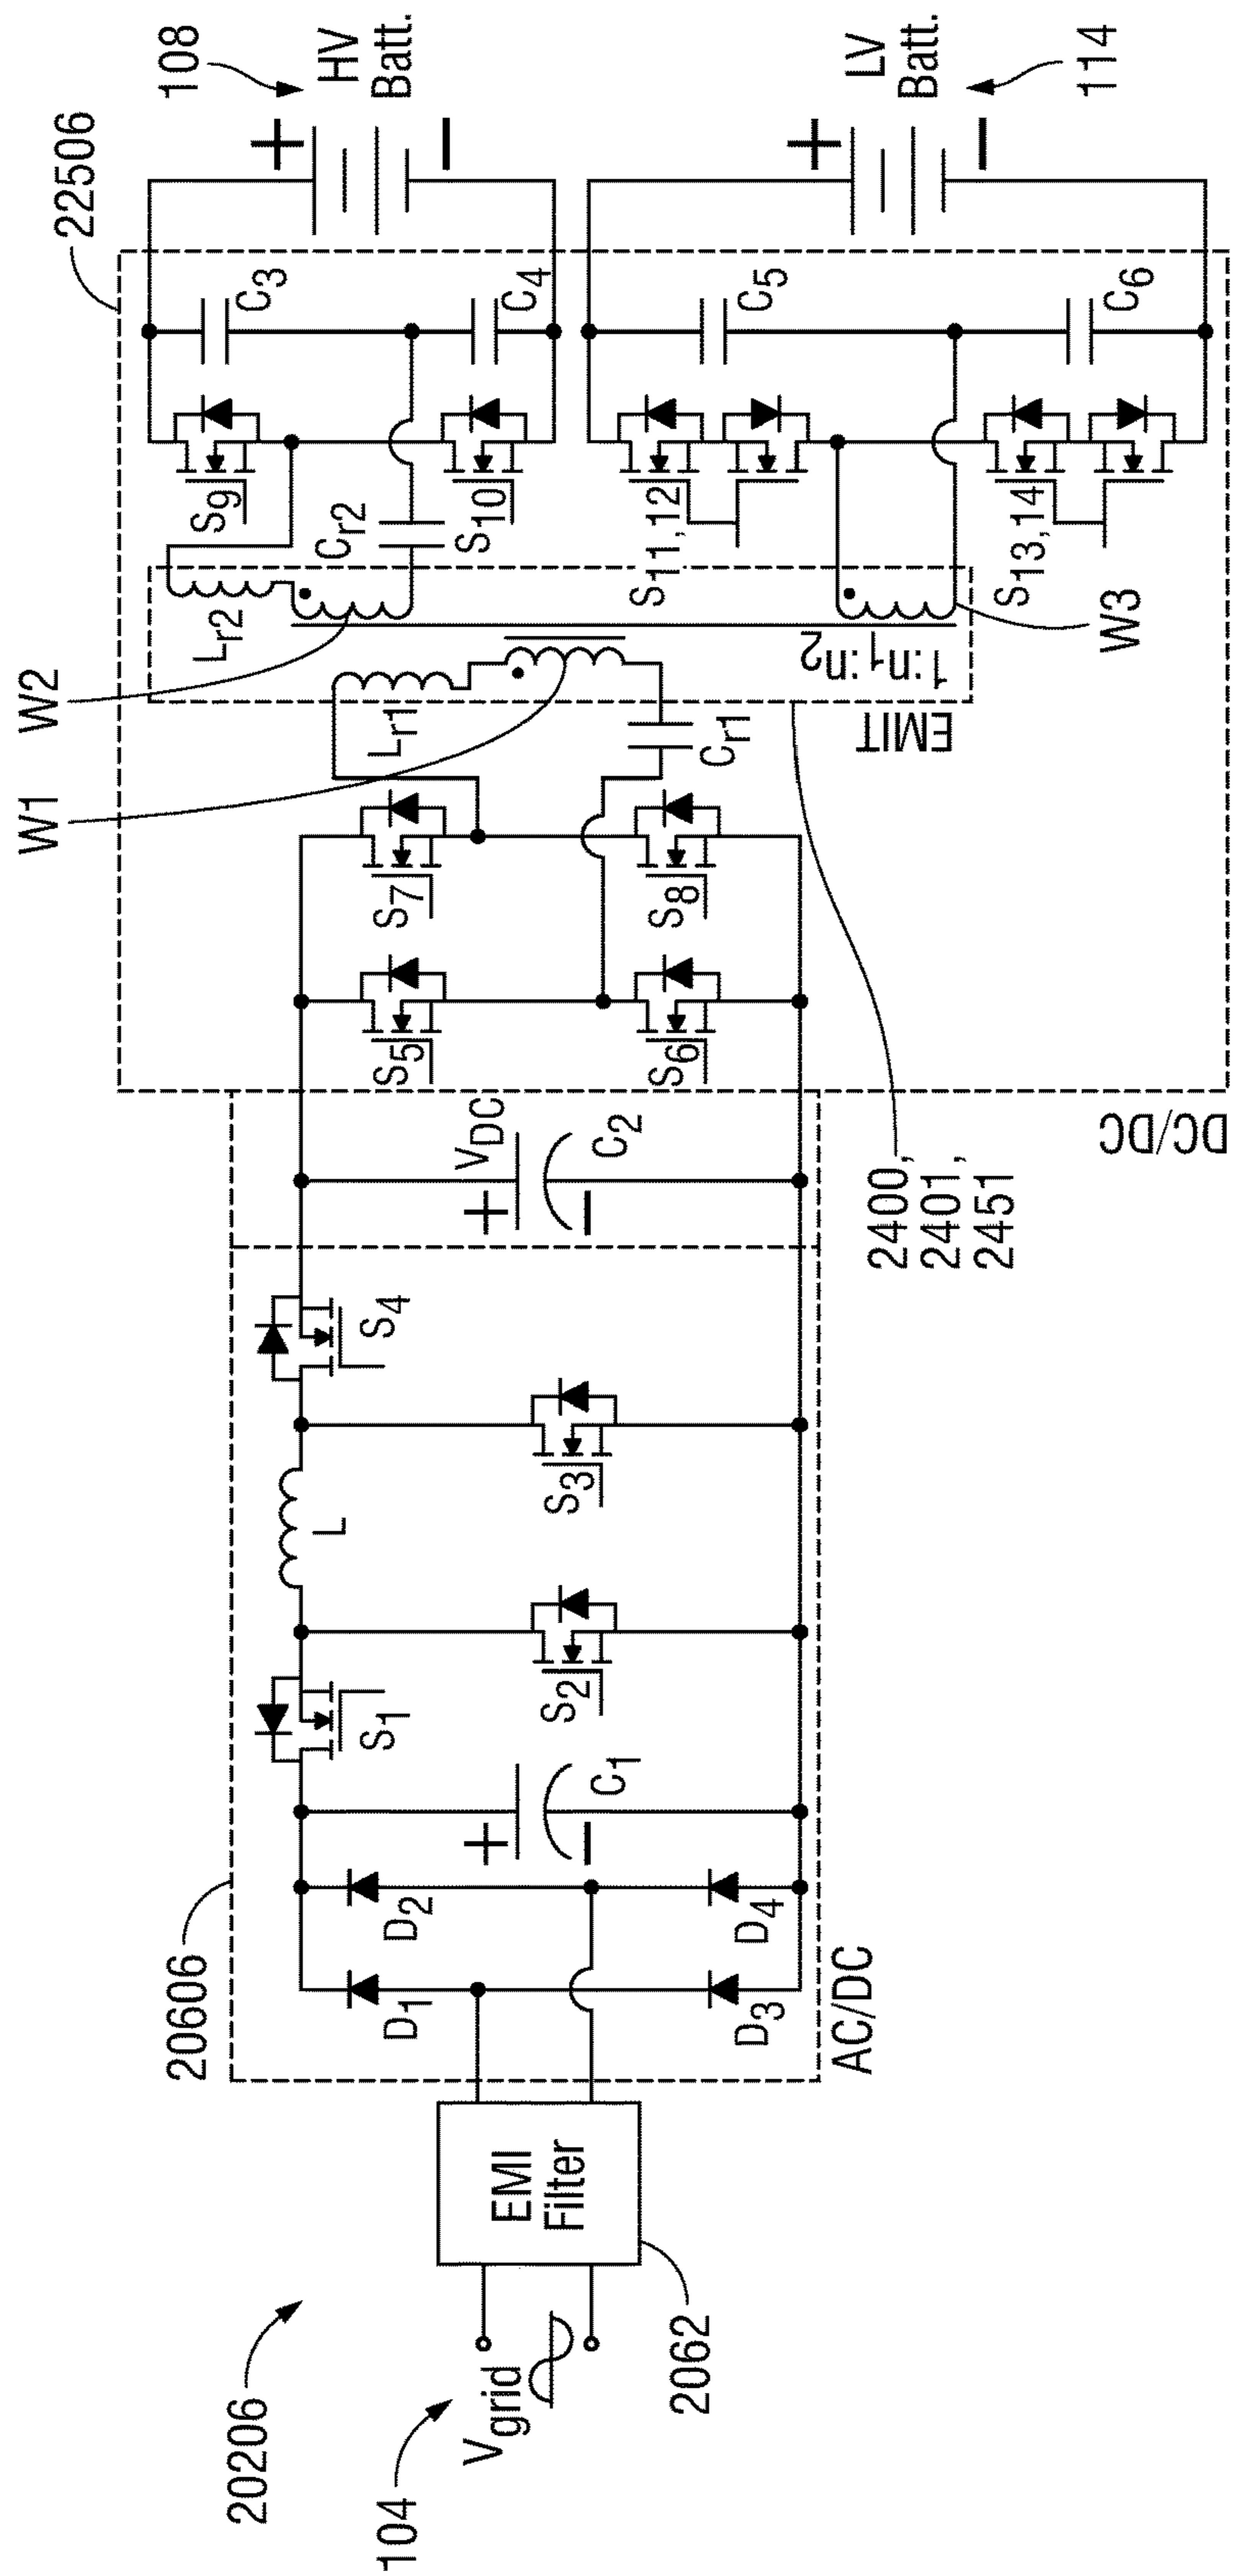 20206
104
Vgrid
EMI
Filter
2062
20606
AC/DC
D1
D2
D3
D4
C1
S1
S2
L
S3
S4
VDC
C2
DC/DC
22506
S5
S6
S7
S8
W1
W2
Lr1
Cr1
Lr2
Cr2
EMIT
1:n1:n2
2400,
2401,
2451
W3
S9
S10
C3
C4
S11,12
S13,14
C5
C6
108
HV
Batt.
LV
Batt.
114